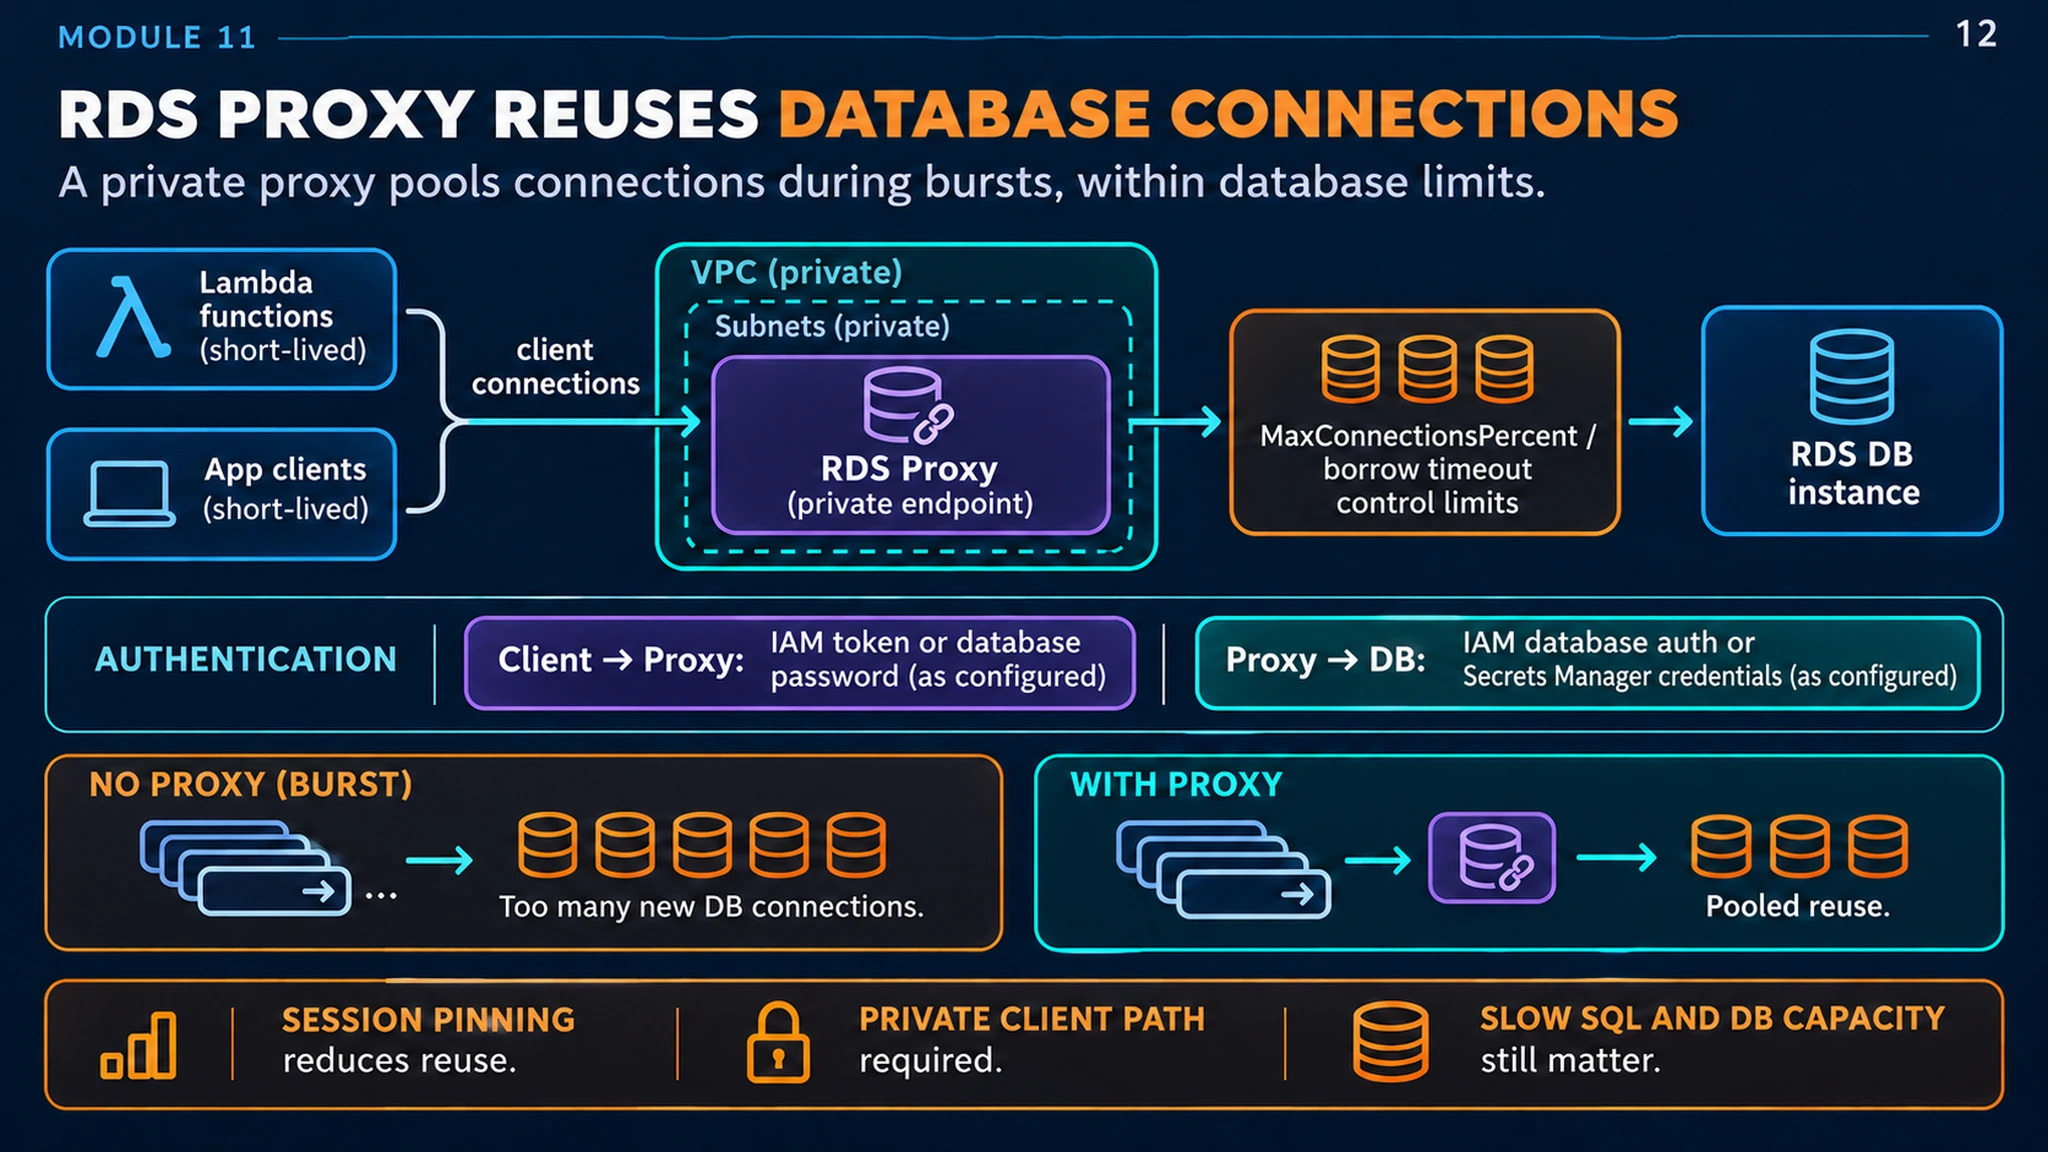 MODULE 11
12
RDS PROXY REUSES DATABASE CONNECTIONS
A private proxy pools connections during bursts, within database limits.
Lambda
functions
(short-lived)
App clients
(short-lived)
client
connections
VPC (private)
Subnets (private)
RDS Proxy
(private endpoint)
MaxConnectionsPercent /
borrow timeout
control limits
RDS DB
instance
AUTHENTICATION
Client → Proxy:
IAM token or database
password (as configured)
Proxy → DB:
IAM database auth or
Secrets Manager credentials (as configured)
NO PROXY (BURST)
...
Too many new DB connections.
WITH PROXY
Pooled reuse.
SESSION PINNING
reduces reuse.
PRIVATE CLIENT PATH
required.
SLOW SQL AND DB CAPACITY
still matter.